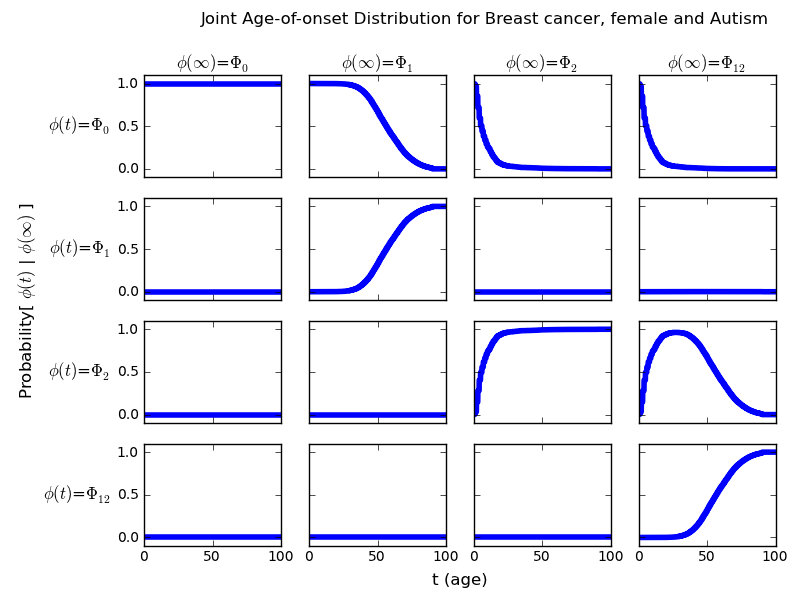 Joint Age-of-onset Distribution for Breast cancer, female and Autism
ϕ(∞)=Φ₀ ϕ(∞)=Φ₁ ϕ(∞)=Φ₂ ϕ(∞)=Φ₁₂
1.0
0.5
0.0
ϕ(t)=Φ₀
1.0
0.5
0.0
ϕ(t)=Φ₁
1.0
0.5
0.0
ϕ(t)=Φ₂
1.0
0.5
0.0
ϕ(t)=Φ₁₂
Probability[ ϕ(t) | ϕ(∞) ]
0 50 100 0 50 100 0 50 100 0 50 100
t (age)